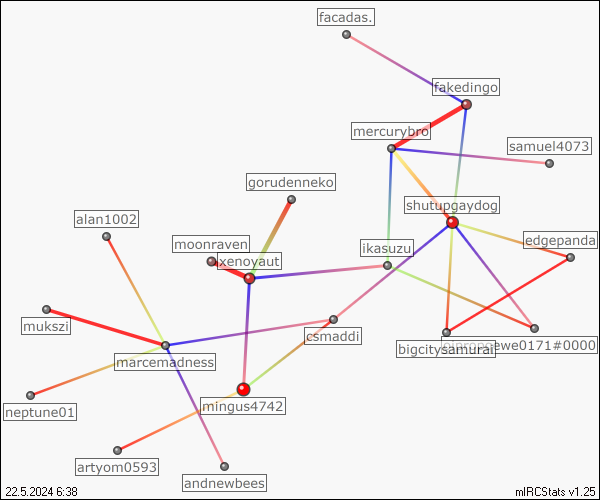 facadas.
fakedingo
mercurybro
samuel4073
gorudenneko
shutupgaydog
alan1002
moonraven
ikasuzu
edgepanda
xenoyaut
mukszi
csmaddi
bigcitysamurai
ewe0171#0000
marcemadness
neptune01
mingus4742
artyom0593
andnewbees
22.5.2024 6:38
mIRCStats v1.25